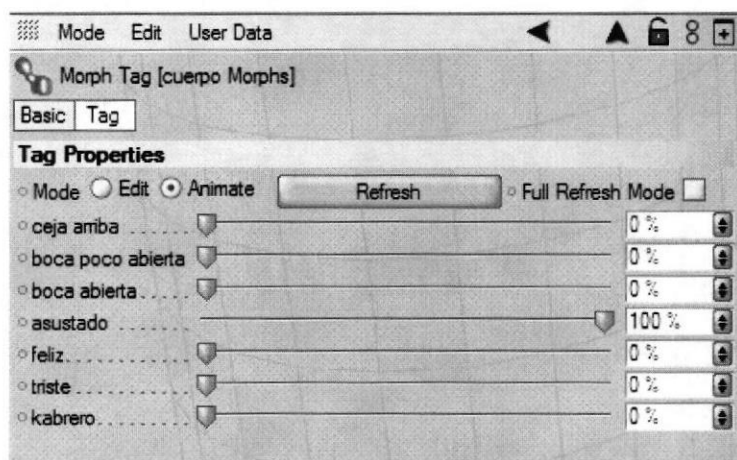 Mode Edit User Data
Morph Tag [cuerpo Morphs]
Basic Tag
Tag Properties
Mode Edit Animate Refresh Full Refresh Mode
ceja arriba 0 %
boca poco abierta 0 %
boca abierta 0 %
asustado 100 %
feliz 0 %
triste 0 %
kabrero 0 %